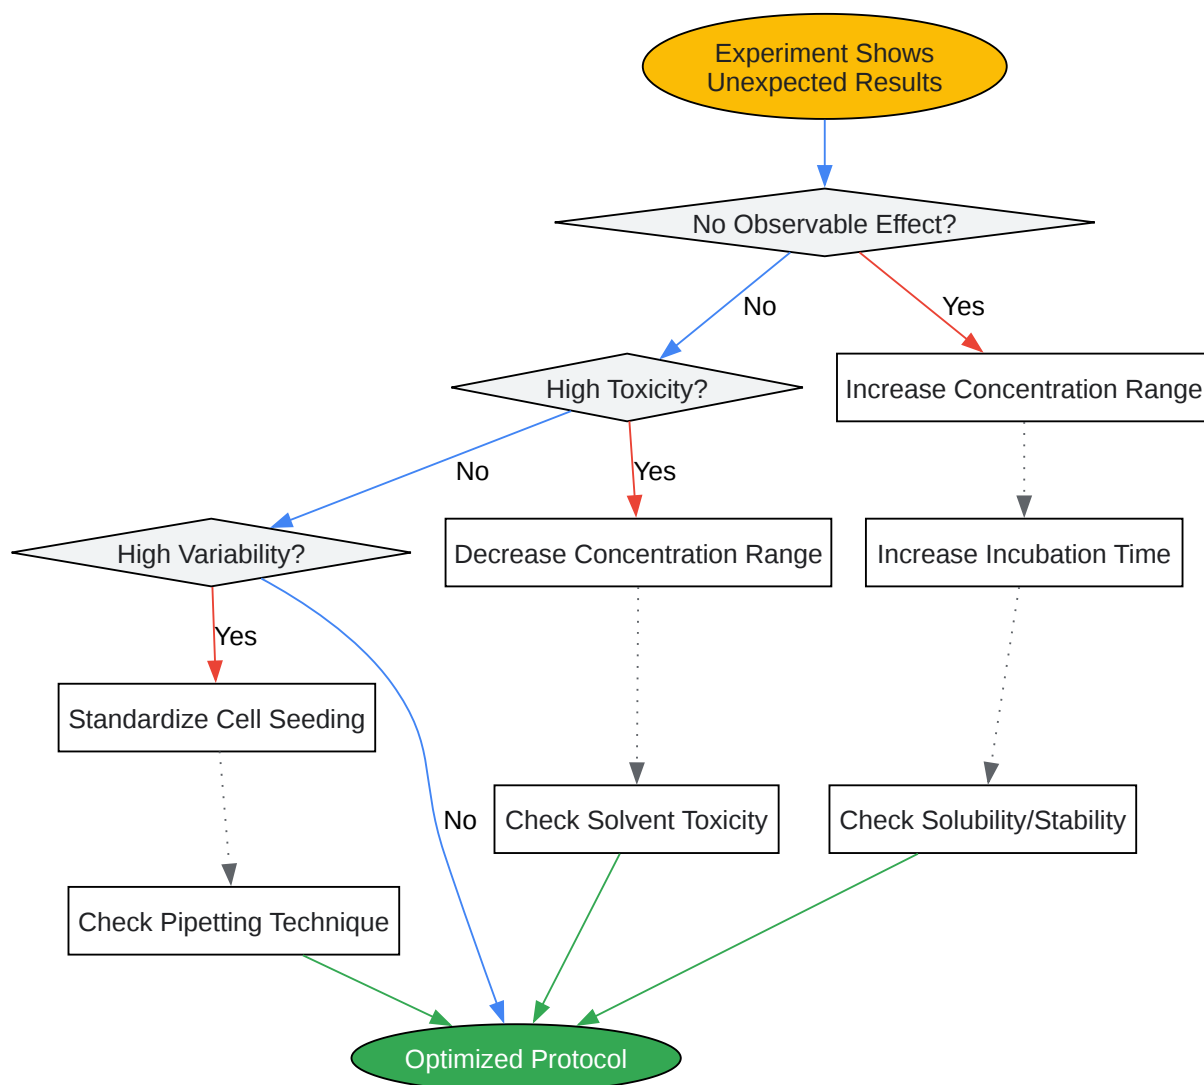 Experiment Shows
Unexpected Results
No Observable Effect?
No
Yes
High Toxicity?
Increase Concentration Range
No
Yes
High Variability?
Decrease Concentration Range
Increase Incubation Time
Yes
Standardize Cell Seeding
No
Check Solvent Toxicity
Check Solubility/Stability
Check Pipetting Technique
Optimized Protocol